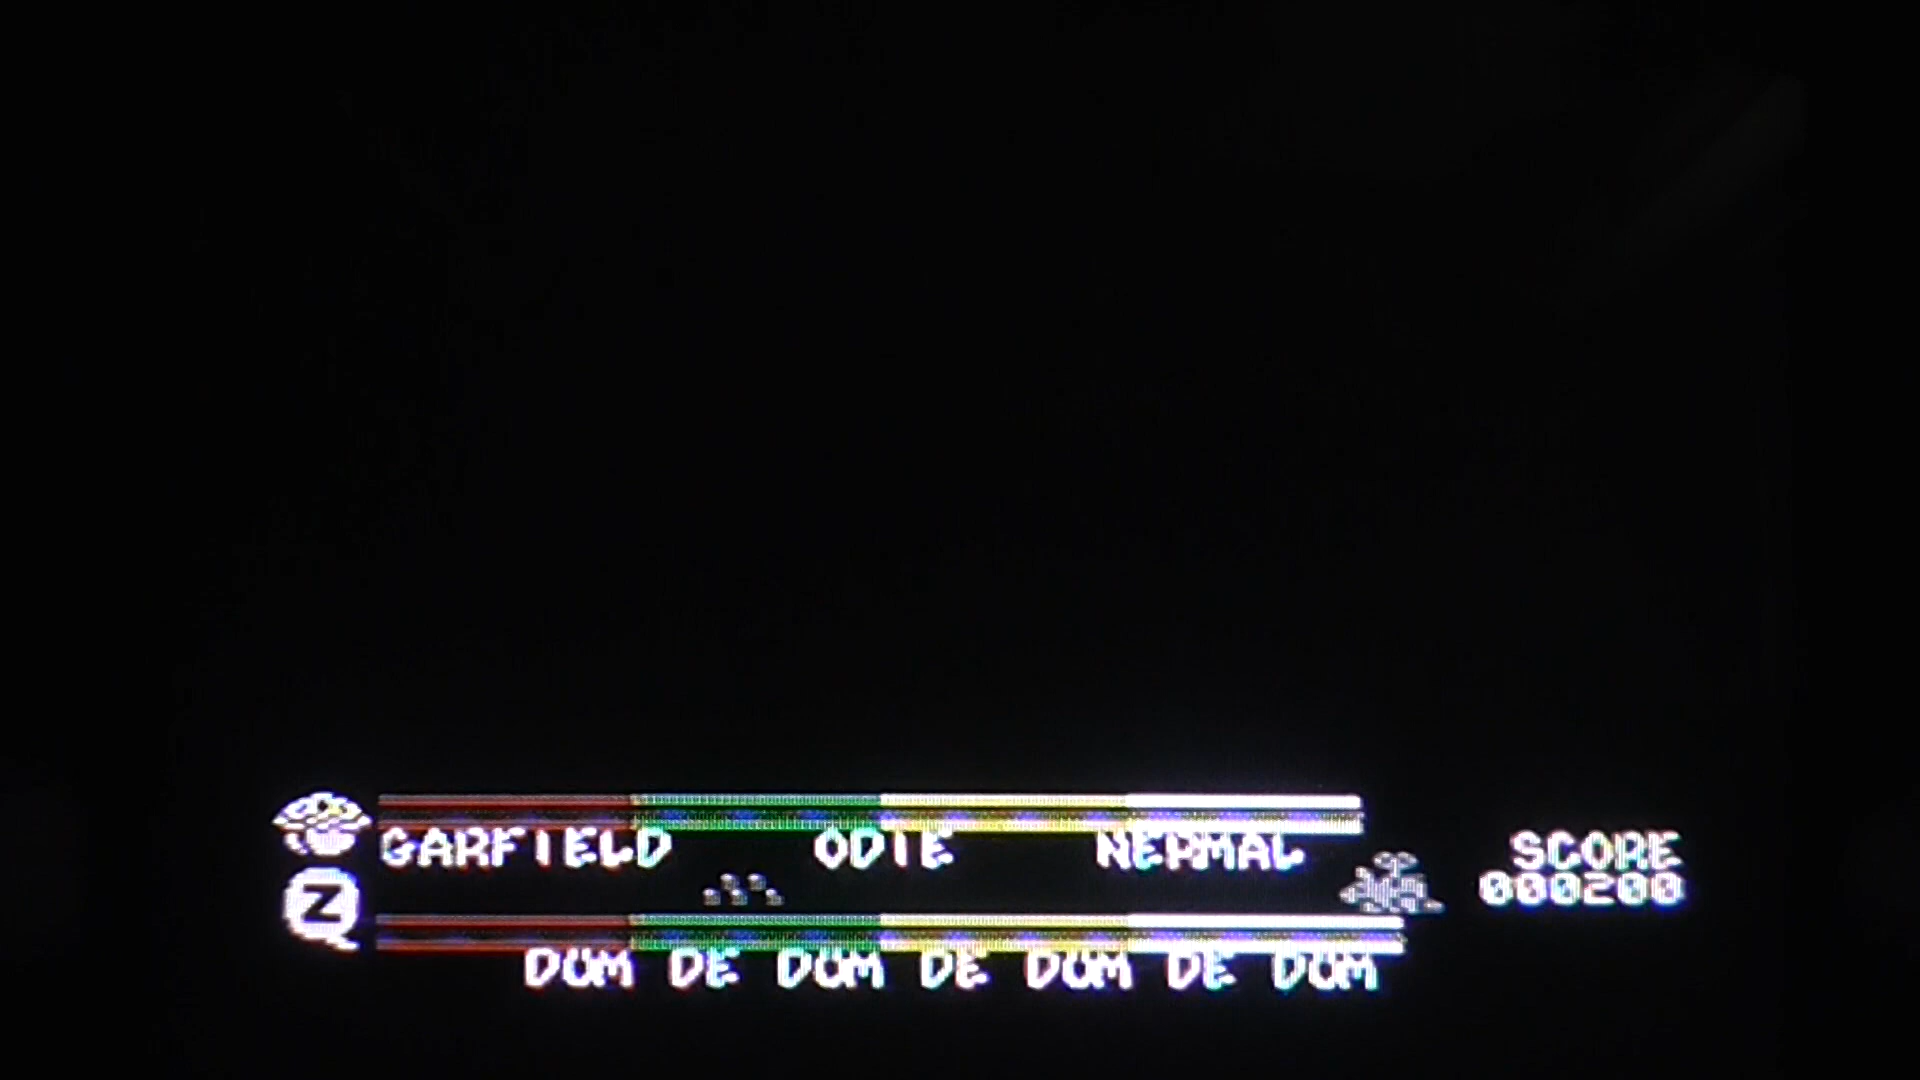 GARFIELD ODIE NERMAL
SCORE
000200
Z
DUM DE DUM DE DUM DE DUM